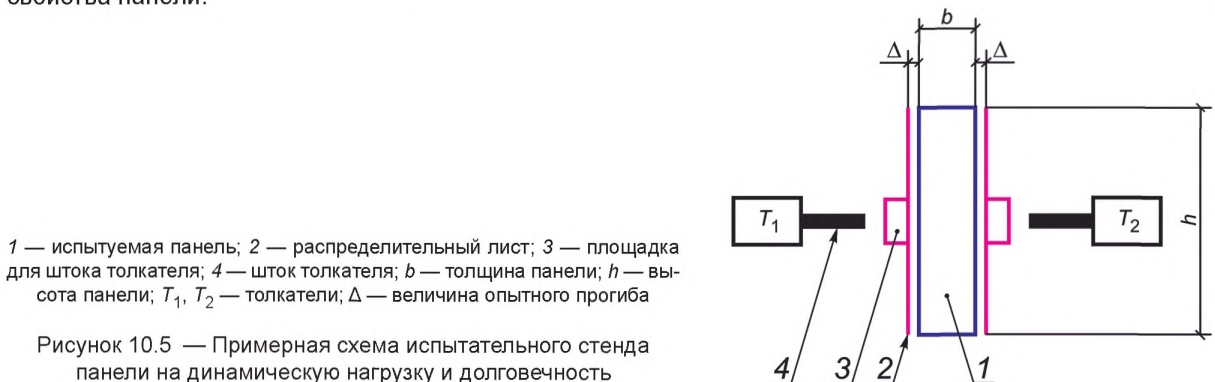 свойства панели.
b
Δ
Δ
T1
T2
h
1 — испытуемая панель; 2 — распределительный лист; 3 — площадка
для штока толкателя; 4 — шток толкателя; b — толщина панели; h — вы-
сота панели; T1, T2 — толкатели; Δ — величина опытного прогиба
Рисунок 10.5 — Примерная схема испытательного стенда
панели на динамическую нагрузку и долговечность
4
3
2
1